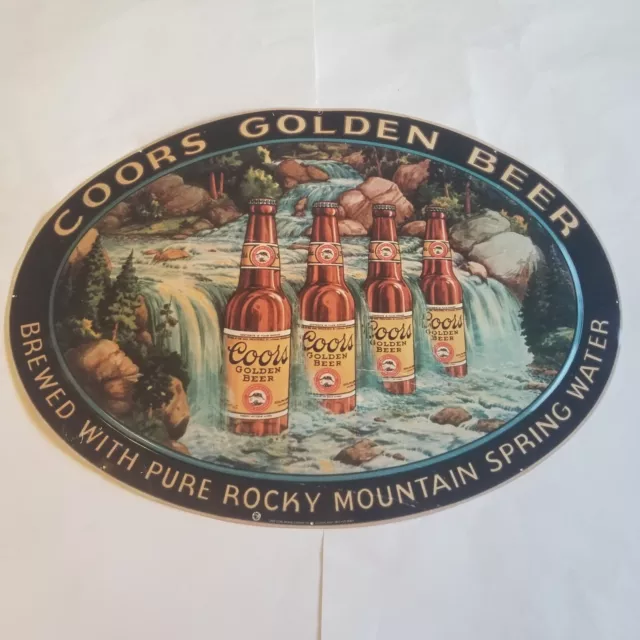 COORS GOLDEN BEER
Coors
GOLDEN
BEER
Coors
GOLDEN
BEER
Coors
GOLDEN
BEER
Coors
GOLDEN
BEER
BREWED WITH PURE ROCKY MOUNTAIN SPRING WATER